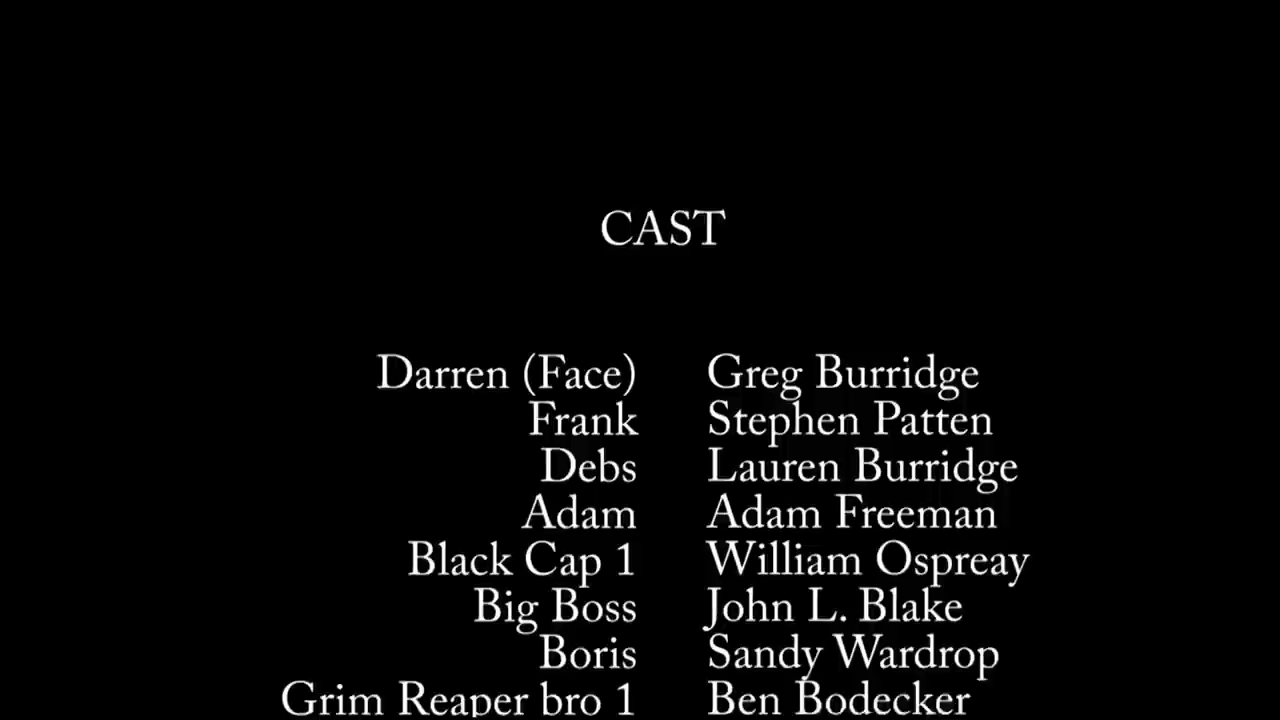 CAST
Darren (Face) Greg Burridge
Frank Stephen Patten
Debs Lauren Burridge
Adam Adam Freeman
Black Cap 1 William Ospreay
Big Boss John L. Blake
Boris Sandy Wardrop
Grim Reaper bro 1 Ben Bodecker